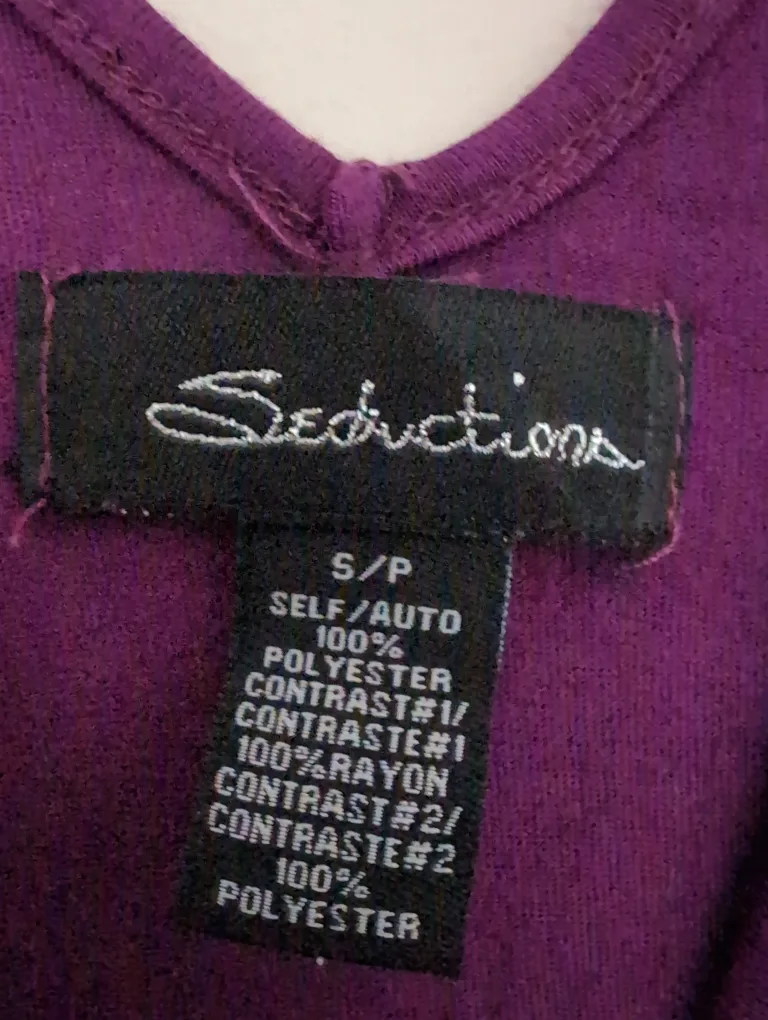 Seductions
S/P
SELF/AUTO
100%
POLYESTER
CONTRAST#1/
CONTRASTE#1
100%RAYON
CONTRAST#2/
CONTRASTE#2
100%
POLYESTER